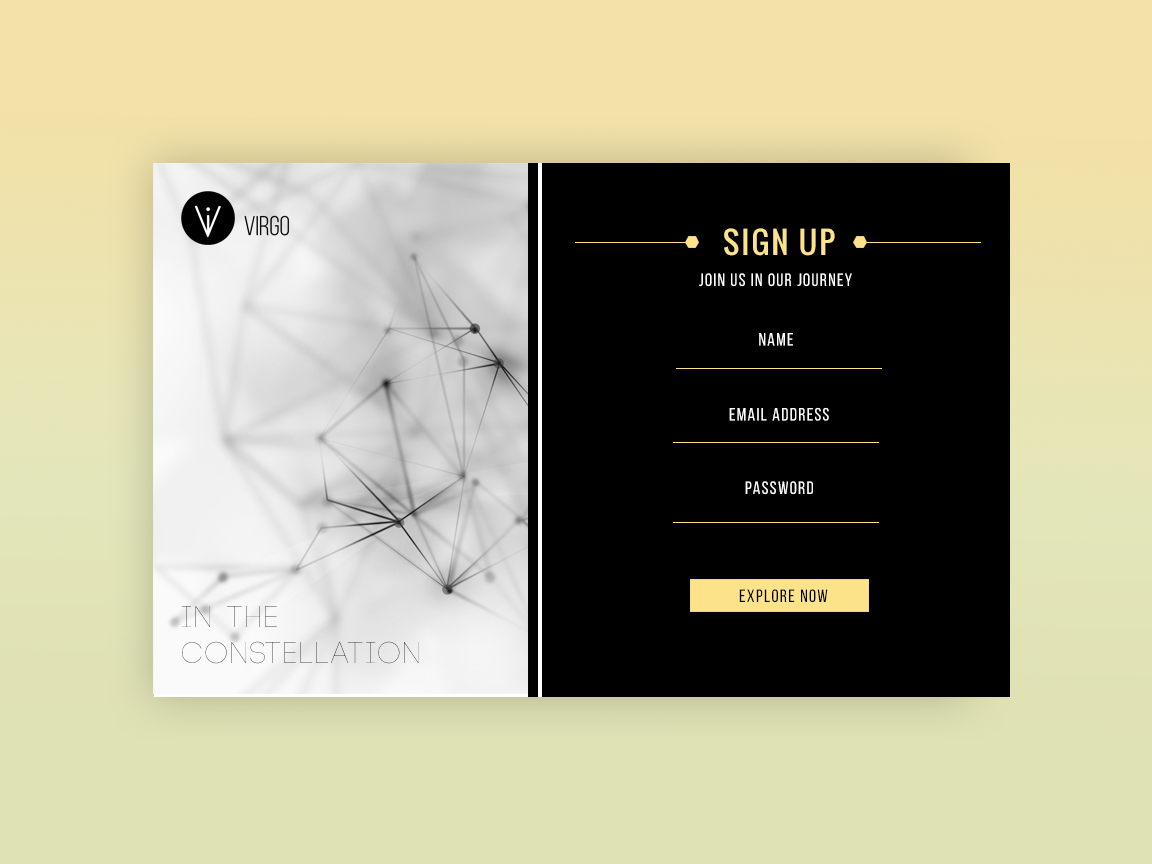 VIRGO
IN THE
CONSTELLATION
SIGN UP
JOIN US IN OUR JOURNEY
NAME
EMAIL ADDRESS
PASSWORD
EXPLORE NOW